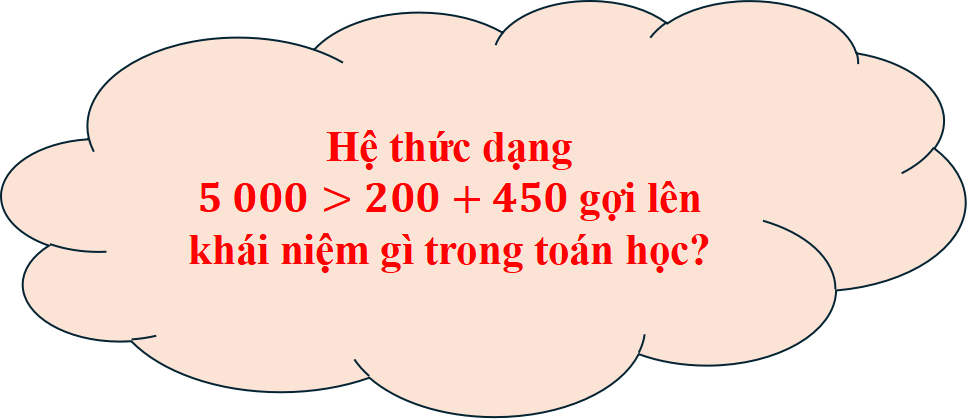 Hệ thức dạng
5 000 > 200 + 450 gợi lên
khái niệm gì trong toán học?